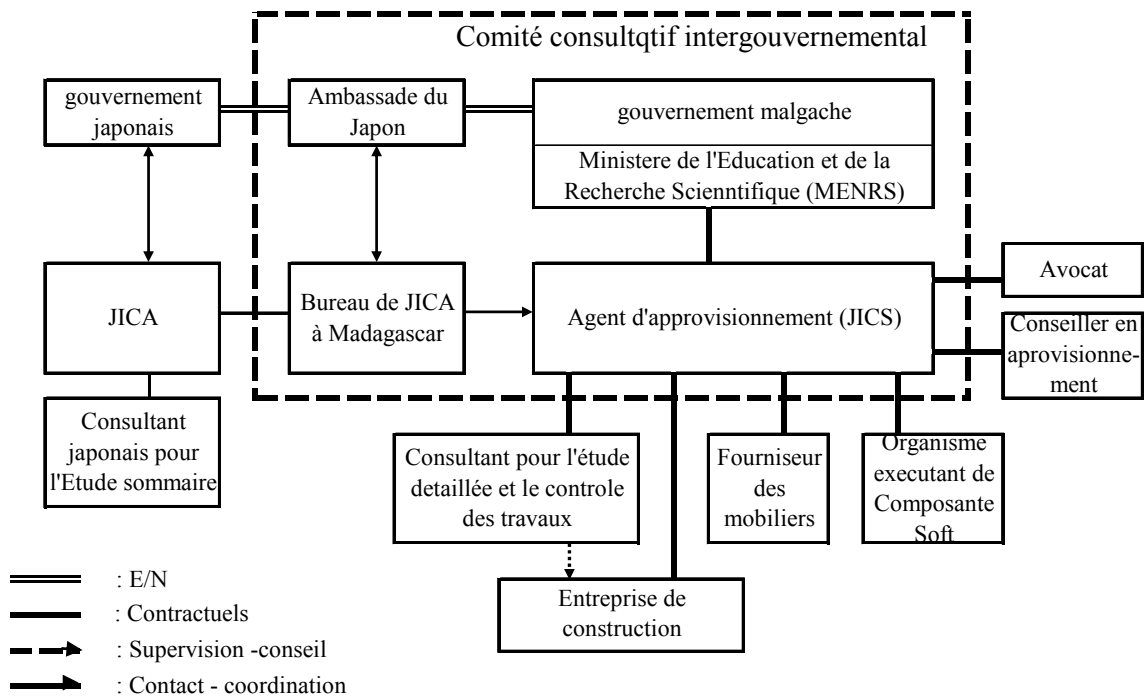 Comité consultqtif intergouvernemental
gouvernement
japonais
Ambassade du
Japon
gouvernement malgache
Ministere de l'Education et de la
Recherche Scienntifique (MENRS)
JICA
Bureau de JICA
à Madagascar
Agent d'approvisionnement (JICS)
Avocat
Conseiller en
aprovisionne-
ment
Consultant
japonais pour
l'Etude sommaire
Consultant pour l'étude
detaillée et le controle
des travaux
Fourniseur
des
mobiliers
Organisme
executant de
Composante
Soft
Entreprise de
construction
: E/N
: Contractuels
: Supervision -conseil
: Contact - coordination